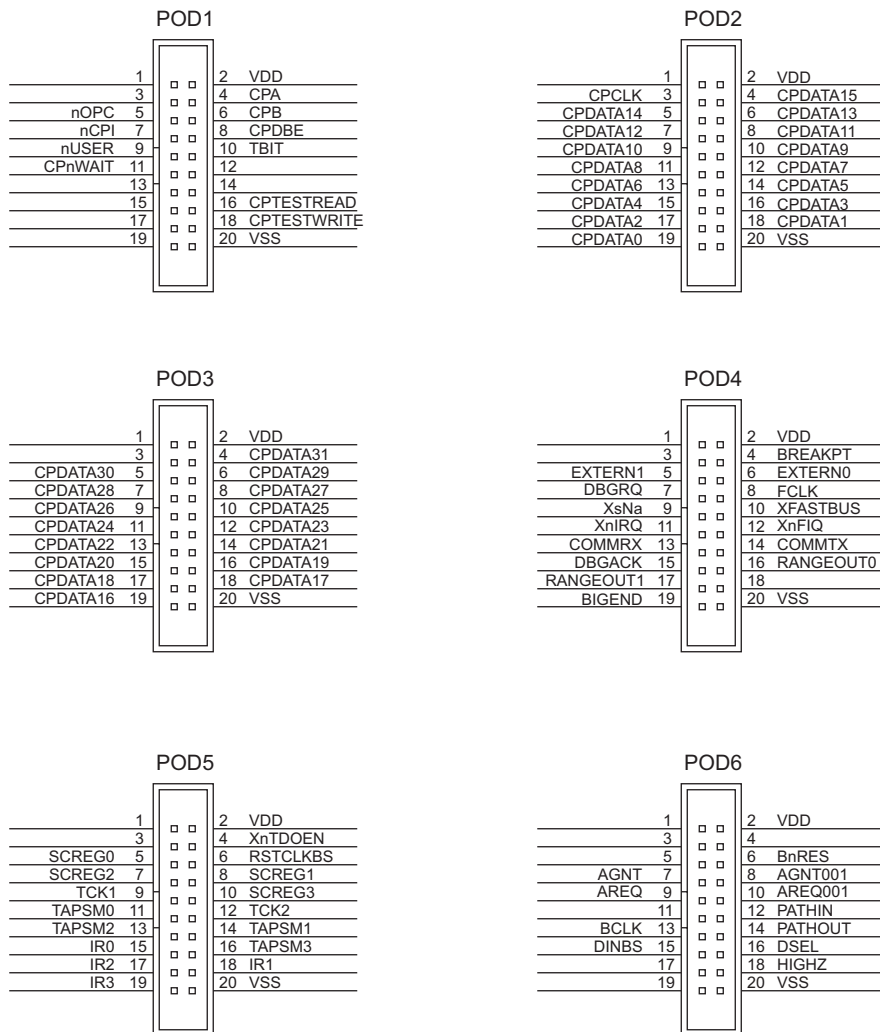 POD1
1 2 VDD
3 4 CPA
nOPC 5 6 CPB
nCPI 7 8 CPDBE
nUSER 9 10 TBIT
CPnWAIT 11 12
13 14
15 16 CPTESTREAD
17 18 CPTESTWRITE
19 20 VSS
POD2
1 2 VDD
CPCLK 3 4 CPDATA15
CPDATA14 5 6 CPDATA13
CPDATA12 7 8 CPDATA11
CPDATA10 9 10 CPDATA9
CPDATA8 11 12 CPDATA7
CPDATA6 13 14 CPDATA5
CPDATA4 15 16 CPDATA3
CPDATA2 17 18 CPDATA1
CPDATA0 19 20 VSS
POD3
1 2 VDD
3 4 CPDATA31
CPDATA30 5 6 CPDATA29
CPDATA28 7 8 CPDATA27
CPDATA26 9 10 CPDATA25
CPDATA24 11 12 CPDATA23
CPDATA22 13 14 CPDATA21
CPDATA20 15 16 CPDATA19
CPDATA18 17 18 CPDATA17
CPDATA16 19 20 VSS
POD4
1 2 VDD
3 4 BREAKPT
EXTERN1 5 6 EXTERN0
DBGRQ 7 8 FCLK
XsNa 9 10 XFASTBUS
XnIRQ 11 12 XnFIQ
COMMRX 13 14 COMMTX
DBGACK 15 16 RANGEOUT0
RANGEOUT1 17 18
BIGEND 19 20 VSS
POD5
1 2 VDD
3 4 XnTDOEN
SCREG0 5 6 RSTCLKBS
SCREG2 7 8 SCREG1
TCK1 9 10 SCREG3
TAPSM0 11 12 TCK2
TAPSM2 13 14 TAPSM1
IR0 15 16 TAPSM3
IR2 17 18 IR1
IR3 19 20 VSS
POD6
1 2 VDD
3 4
5 6 BnRES
AGNT 7 8 AGNT001
AREQ 9 10 AREQ001
11 12 PATHIN
BCLK 13 14 PATHOUT
DINBS 15 16 DSEL
17 18 HIGHZ
19 20 VSS